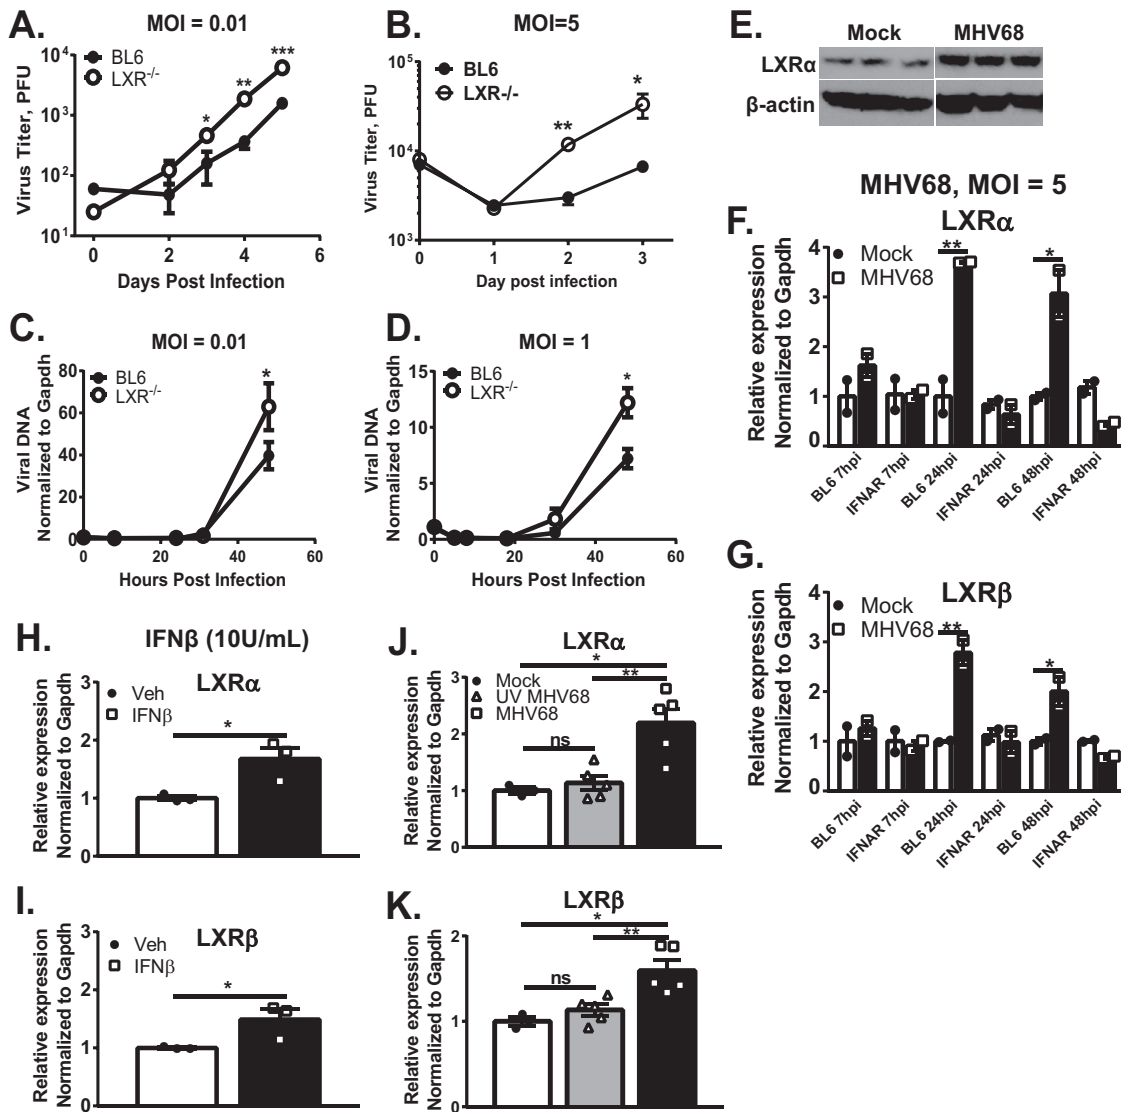 A.
MOI = 0.01
BL6
LXR-/-
*
**
***
10^4
10^3
10^2
10^1
Virus Titer, PFU
0 2 4 6
Days Post Infection
B.
MOI=5
BL6
LXR-/-
**
*
10^5
10^4
10^3
Virus Titer, PFU
0 1 2 3
Day post infection
C.
MOI = 0.01
BL6
LXR-/-
*
80
60
40
20
0
Viral DNA
Normalized to Gapdh
0 20 40 60
Hours Post Infection
D.
MOI = 1
BL6
LXR-/-
*
15
10
5
0
Viral DNA
Normalized to Gapdh
0 20 40 60
Hours Post Infection
E.
Mock MHV68
LXRα
β-actin
MHV68, MOI = 5
F.
LXRα
Mock
MHV68
**
*
4
3
2
1
0
Relative expression
Normalized to Gapdh
BL6 7hpi
IFNAR 7hpi
BL6 24hpi
IFNAR 24hpi
BL6 48hpi
IFNAR 48hpi
G.
LXRβ
Mock
MHV68
**
*
4
3
2
1
0
Relative expression
Normalized to Gapdh
BL6 7hpi
IFNAR 7hpi
BL6 24hpi
IFNAR 24hpi
BL6 48hpi
IFNAR 48hpi
H.
IFNβ (10U/mL)
LXRα
Veh
IFNβ
*
3
2
1
0
Relative expression
Normalized to Gapdh
I.
LXRβ
Veh
IFNβ
*
3
2
1
0
Relative expression
Normalized to Gapdh
J.
LXRα
Mock
UV MHV68
MHV68
*
**
ns
3
2
1
0
Relative expression
Normalized to Gapdh
K.
LXRβ
*
**
ns
2
1
0
Relative expression
Normalized to Gapdh